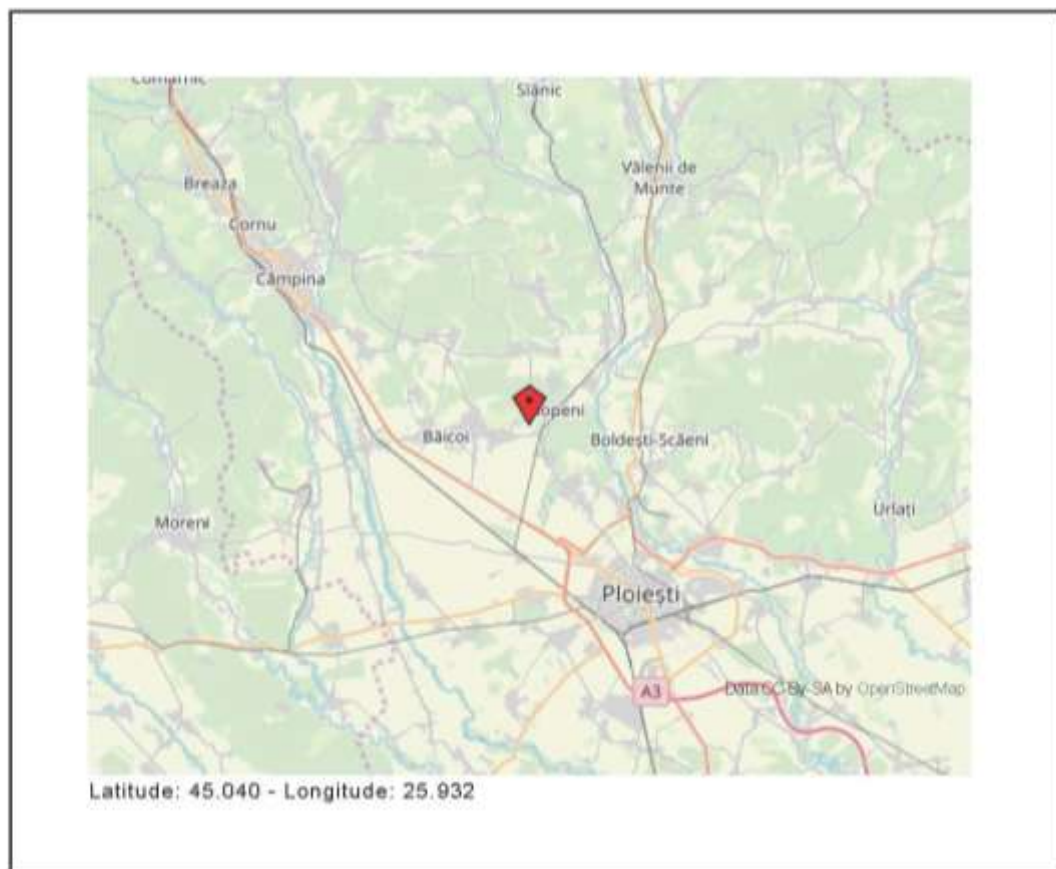 Slănic
Vălenii de
Munte
Breaza
Cornu
Câmpina
openi
Băicoi
Boldești-Scăeni
Urlați
Moreni
Ploiești
A3
Data CC-By-SA by OpenStreetMap
Latitude: 45.040 - Longitude: 25.932